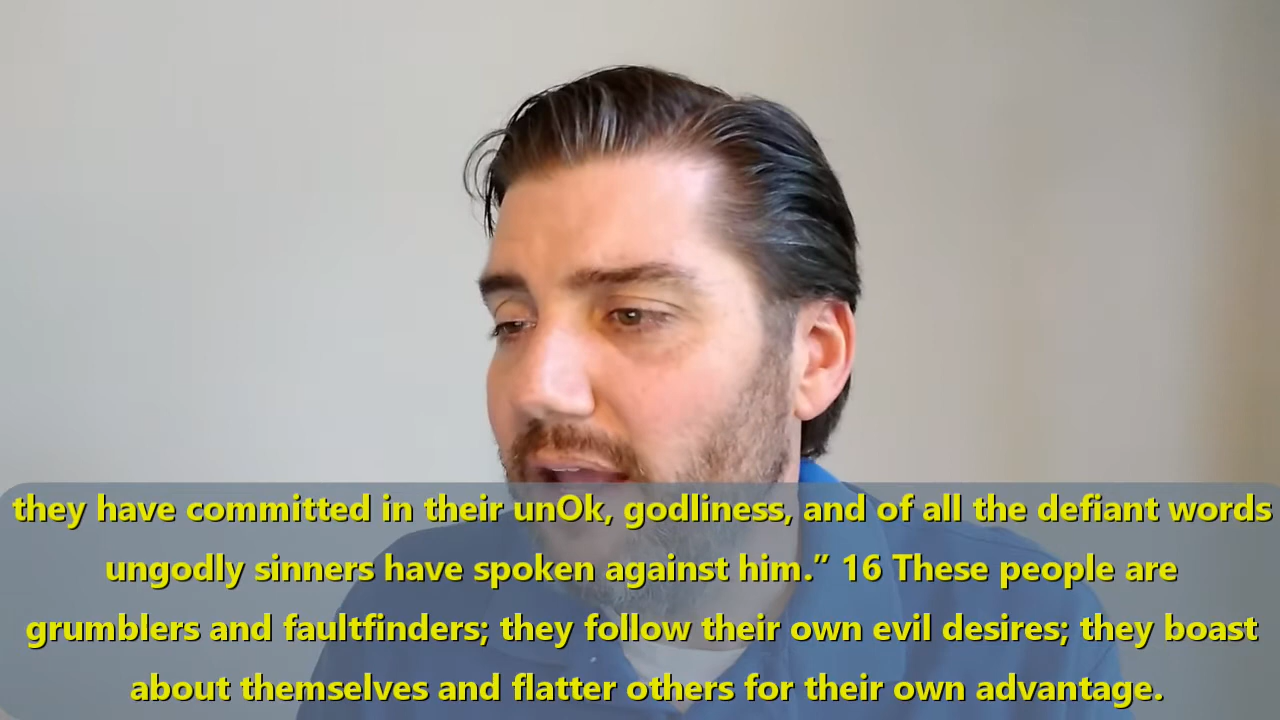 they have committed in their unOk, godliness, and of all the defiant words
ungodly sinners have spoken against him.” 16 These people are
grumblers and faultfinders; they follow their own evil desires; they boast
about themselves and flatter others for their own advantage.